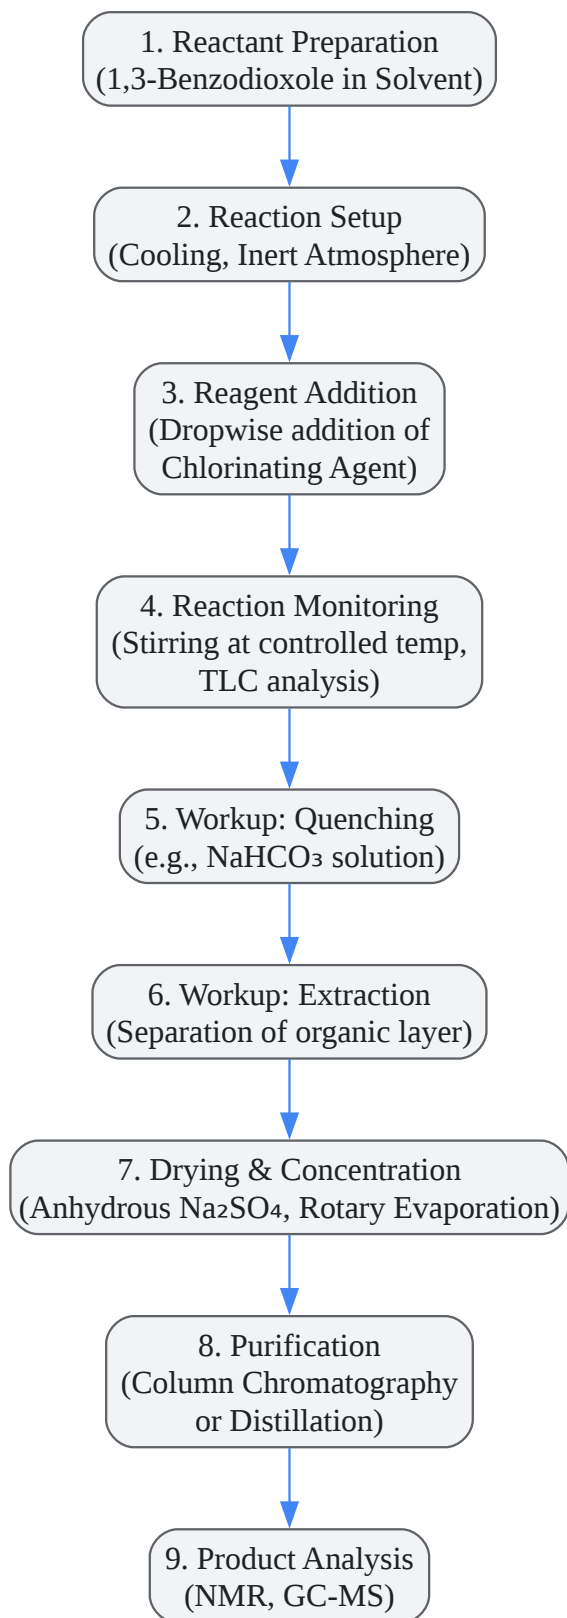 1. Reactant Preparation
(1,3-Benzodioxole in Solvent)
2. Reaction Setup
(Cooling, Inert Atmosphere)
3. Reagent Addition
(Dropwise addition of
Chlorinating Agent)
4. Reaction Monitoring
(Stirring at controlled temp,
TLC analysis)
5. Workup: Quenching
(e.g., NaHCO₃ solution)
6. Workup: Extraction
(Separation of organic layer)
7. Drying & Concentration
(Anhydrous Na₂SO₄, Rotary Evaporation)
8. Purification
(Column Chromatography
or Distillation)
9. Product Analysis
(NMR, GC-MS)